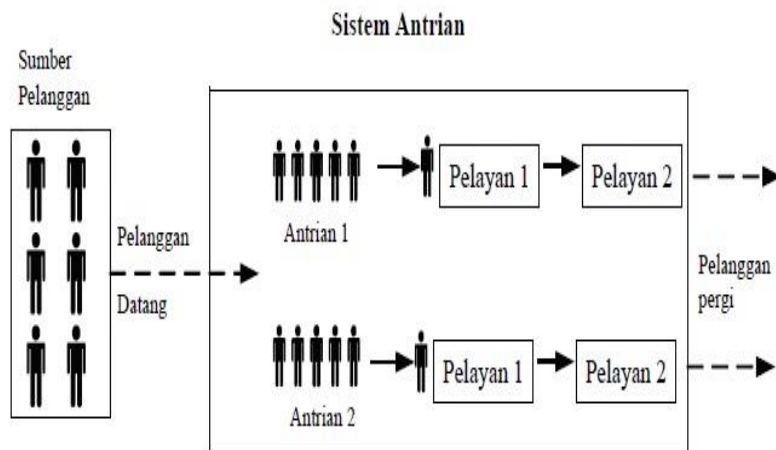 Sistem Antrian
Sumber
Pelanggan
Pelanggan
Datang
Antrian 1
Pelayan 1
Pelayan 2
Antrian 2
Pelayan 1
Pelayan 2
Pelanggan
pergi